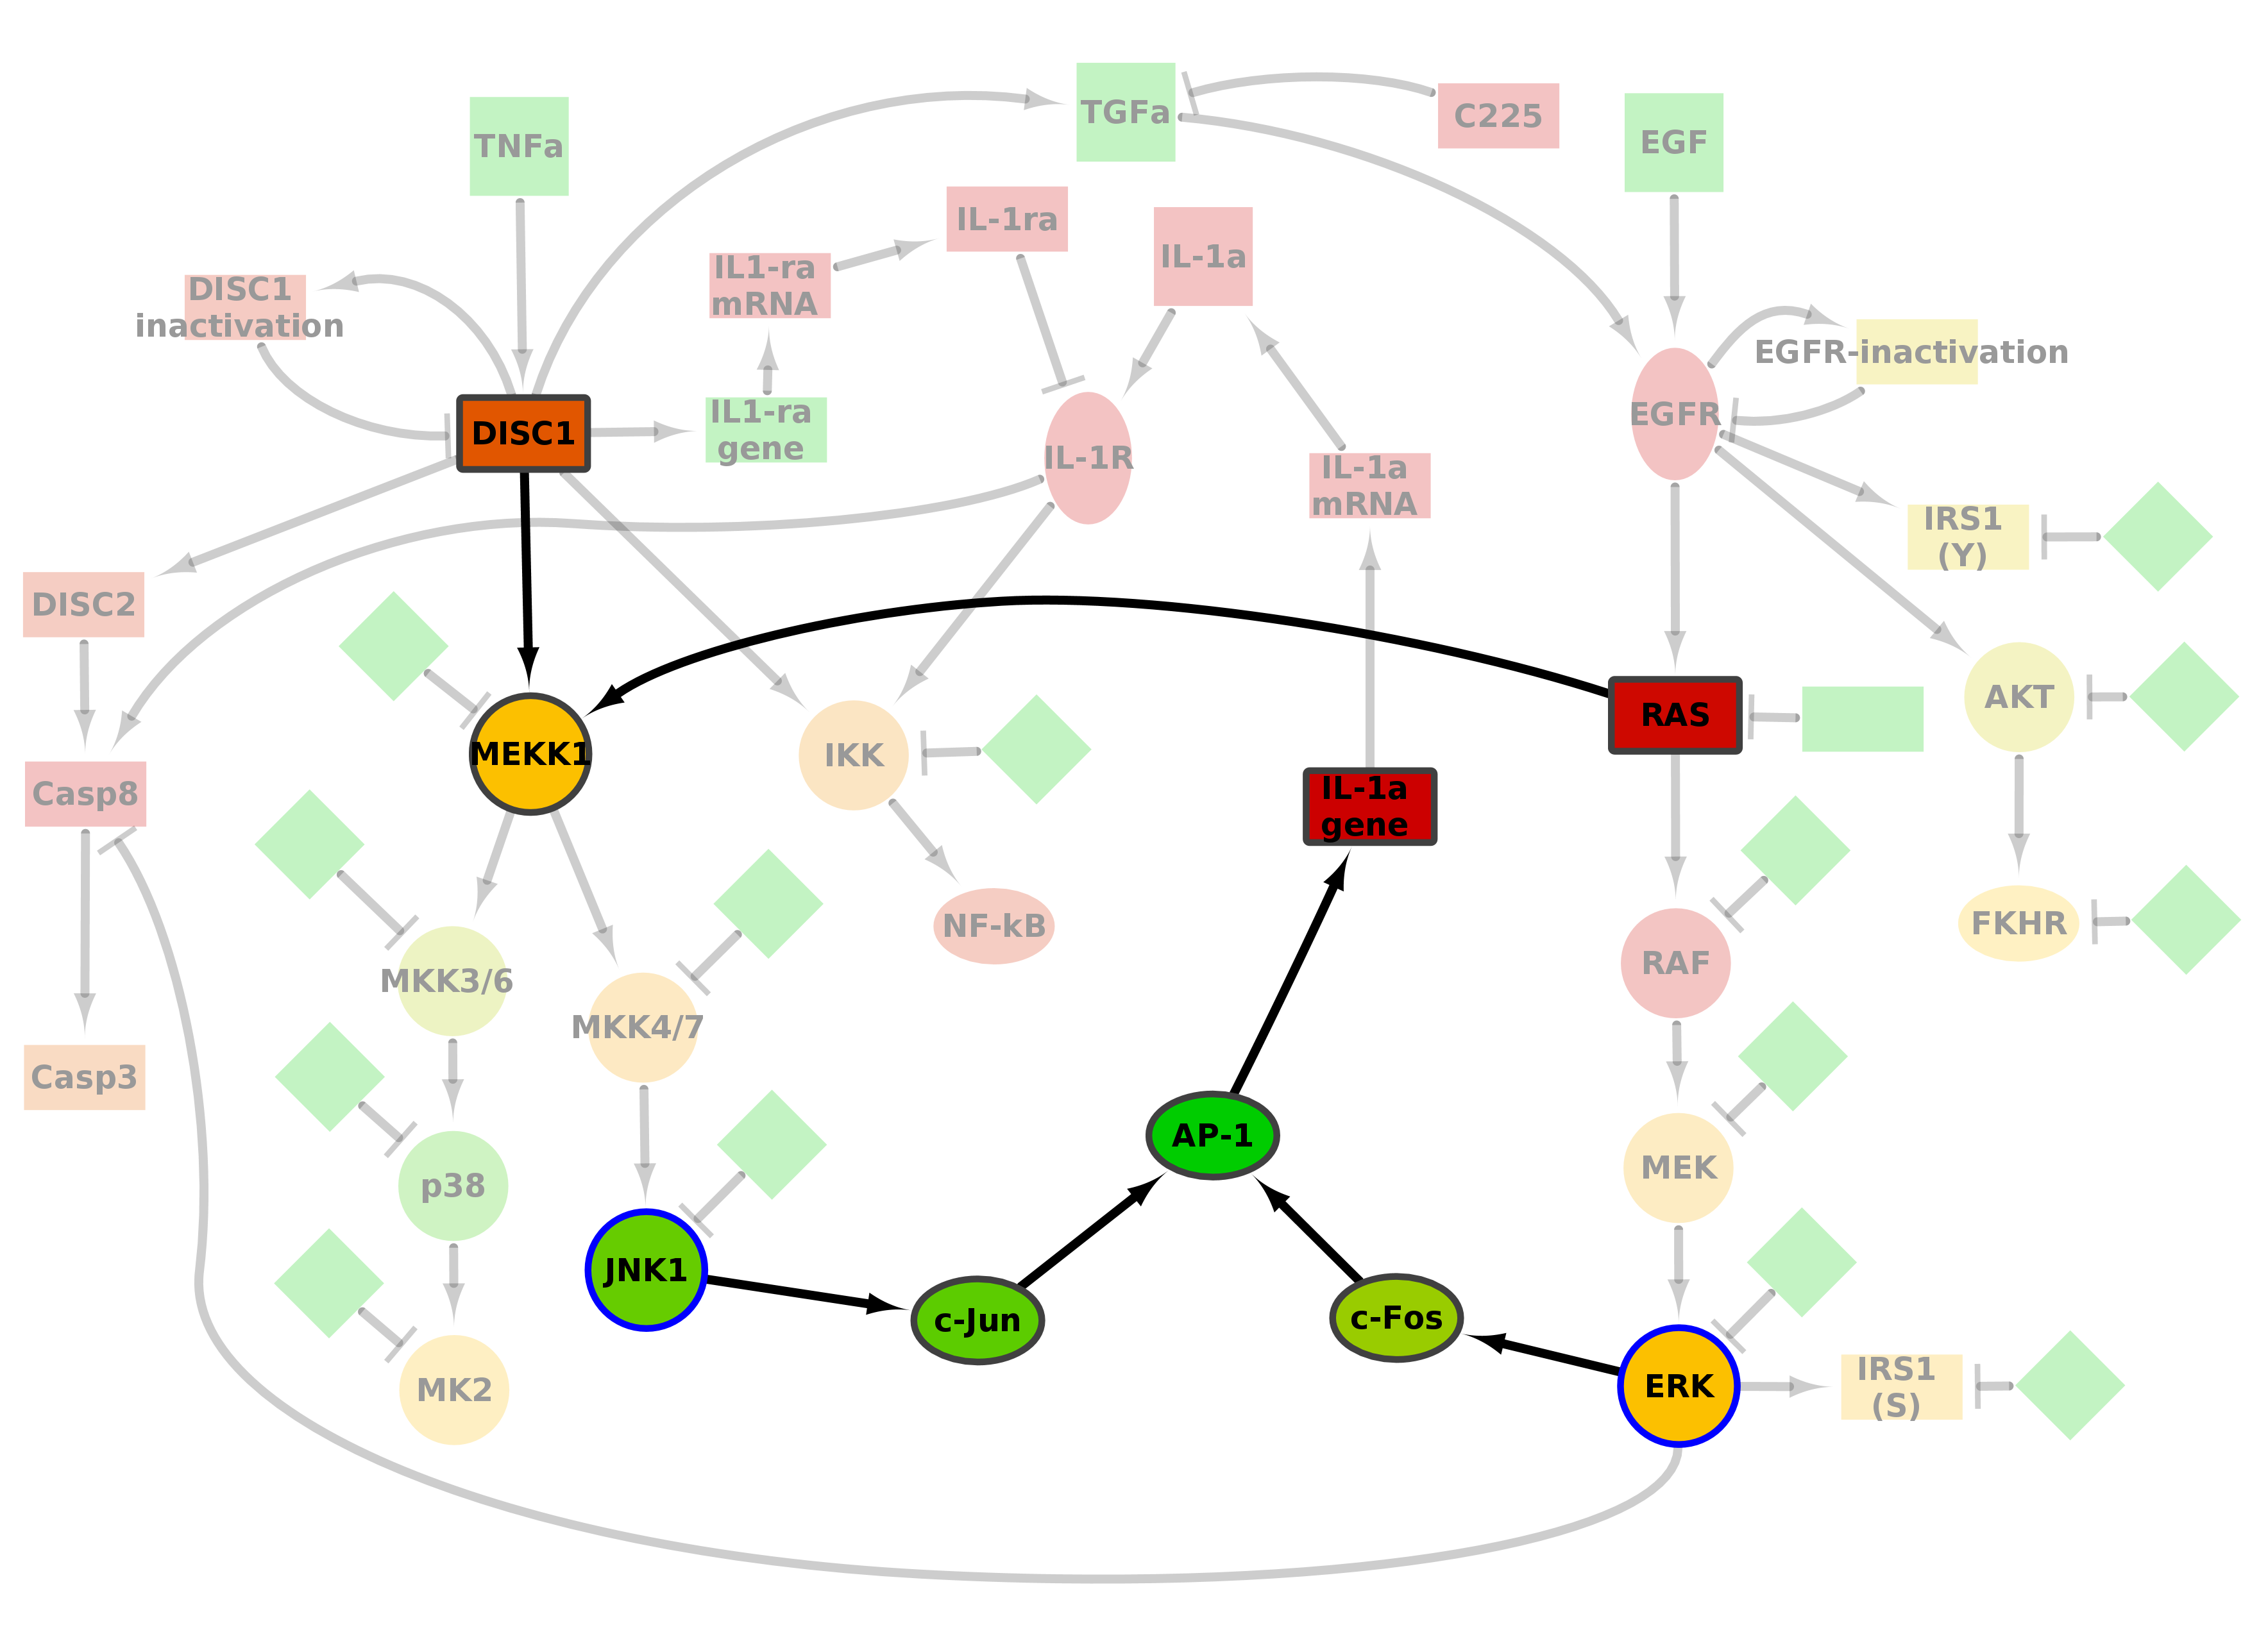 TGFa
C225
EGF
TNFa
IL-1ra
IL-1a
IL1-ra
mRNA
DISC1
inactivation
EGFR-inactivation
DISC1
IL1-ra
gene
EGFR
IL-1R
IL-1a
mRNA
IRS1
(Y)
DISC2
AKT
RAS
MEKK1
IKK
Casp8
IL-1a
gene
NF-kB
FKHR
RAF
MKK3/6
MKK4/7
Casp3
AP-1
MEK
p38
JNK1
c-Jun
c-Fos
MK2
ERK
IRS1
(S)